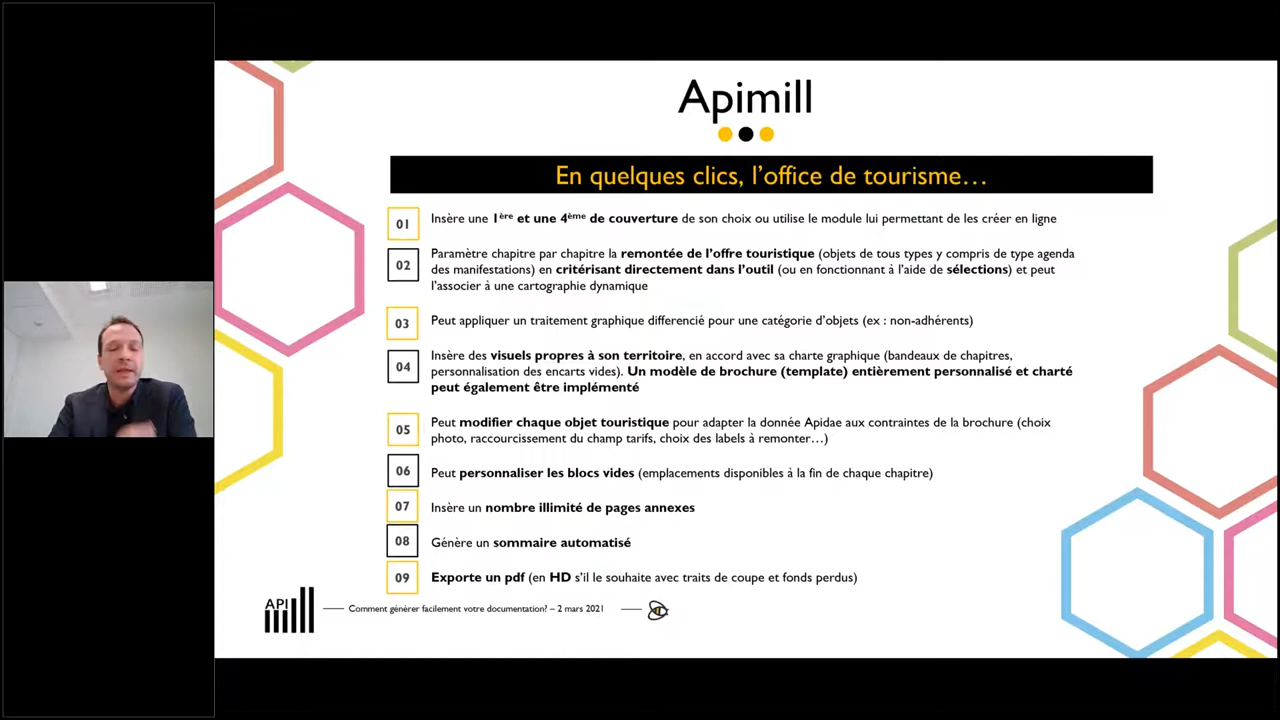 Apimill
En quelques clics, l’office de tourisme…
01
Insère une 1ère et une 4ème de couverture de son choix ou utilise le module lui permettant de les créer en ligne
02
Paramètre chapitre par chapitre la remontée de l’offre touristique (objets de tous types y compris de type agenda
des manifestations) en critérisant directement dans l’outil (ou en fonctionnant à l’aide de sélections) et peut
l’associer à une cartographie dynamique
03
Peut appliquer un traitement graphique differencié pour une catégorie d’objets (ex : non-adhérents)
04
Insère des visuels propres à son territoire, en accord avec sa charte graphique (bandeaux de chapitres,
personnalisation des encarts vides). Un modèle de brochure (template) entièrement personnalisé et charté
peut également être implémenté
05
Peut modifier chaque objet touristique pour adapter la donnée Apidae aux contraintes de la brochure (choix
photo, raccourcissement du champ tarifs, choix des labels à remonter…)
06
Peut personnaliser les blocs vides (emplacements disponibles à la fin de chaque chapitre)
07
Insère un nombre illimité de pages annexes
08
Génère un sommaire automatisé
09
Exporte un pdf (en HD s’il le souhaite avec traits de coupe et fonds perdus)
API
Comment générer facilement votre documentation? – 2 mars 2021